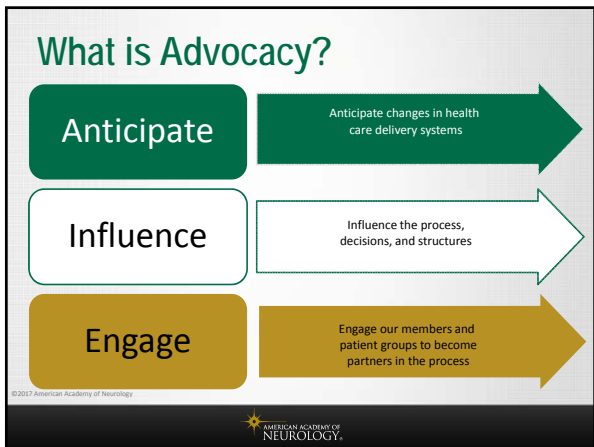 What is Advocacy?
Anticipate
Anticipate changes in health
care delivery systems
Influence
Influence the process,
decisions, and structures
Engage
Engage our members and
patient groups to become
partners in the process
©2017 American Academy of Neurology
AMERICAN ACADEMY OF
NEUROLOGY®